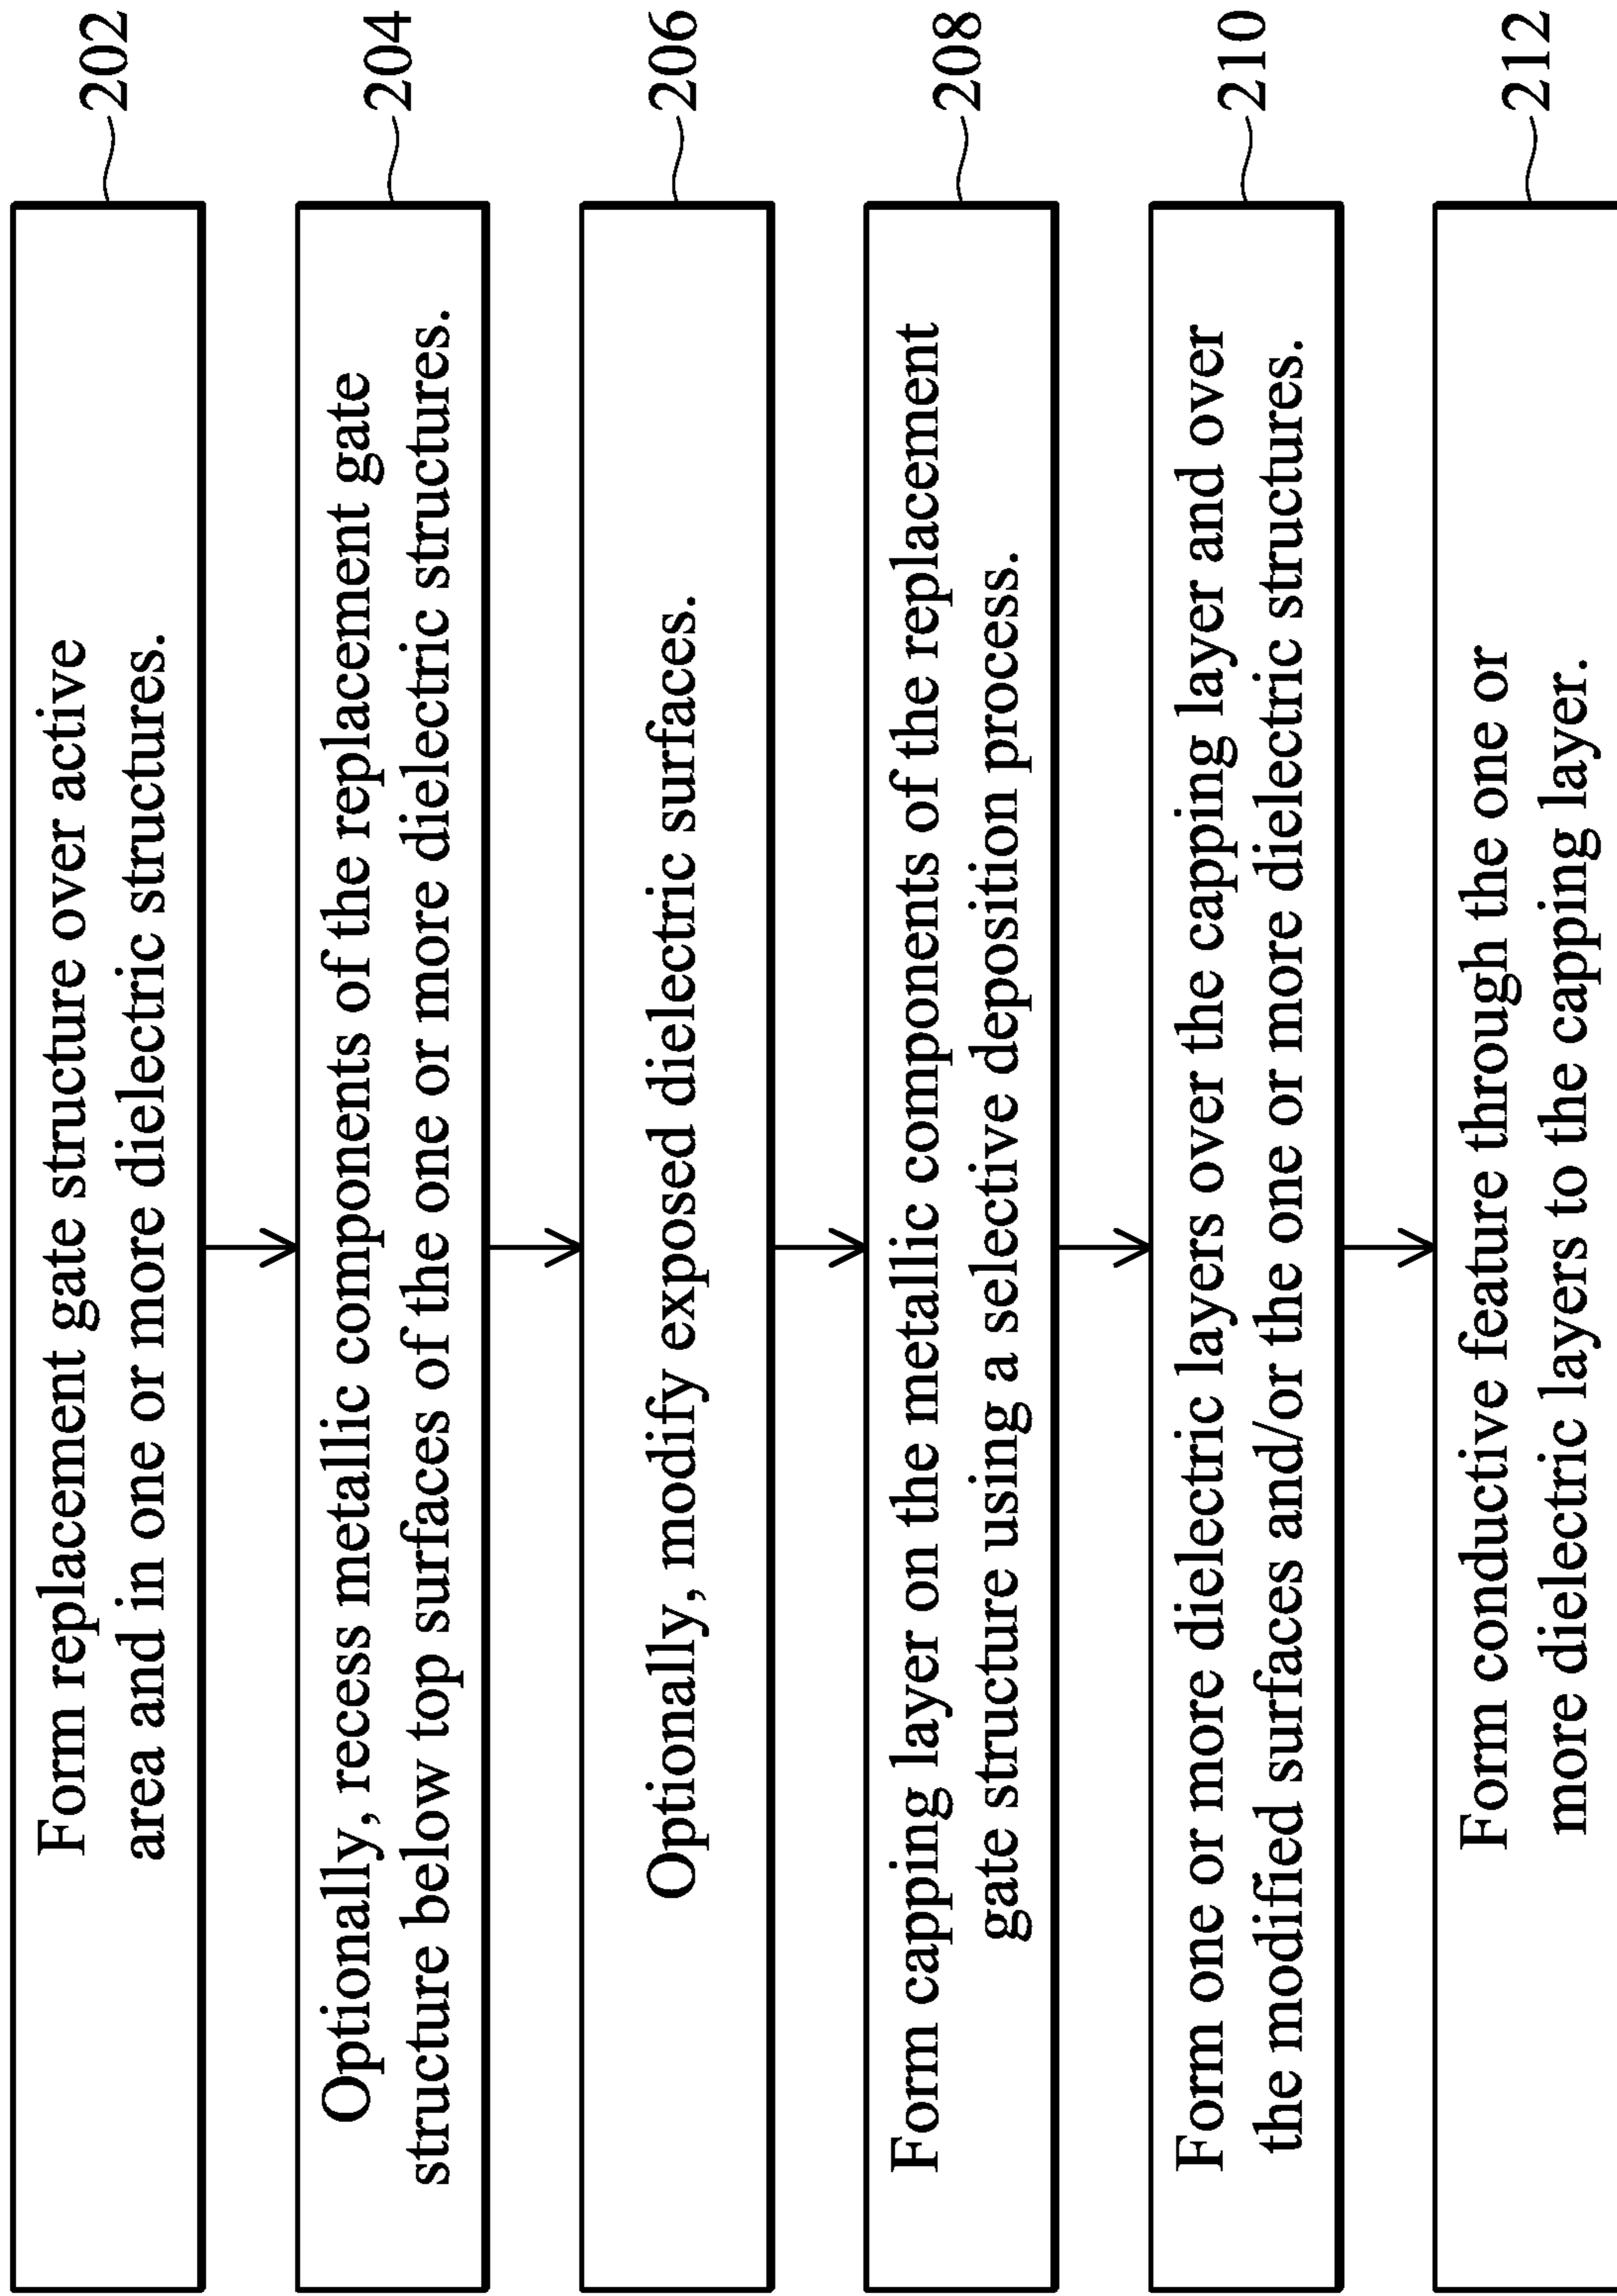 Form replacement gate structure over active
area and in one or more dielectric structures.
202
Optionally, recess metallic components of the replacement gate
structure below top surfaces of the one or more dielectric structures.
204
Optionally, modify exposed dielectric surfaces.
206
Form capping layer on the metallic components of the replacement
gate structure using a selective deposition process.
208
Form one or more dielectric layers over the capping layer and over
the modified surfaces and/or the one or more dielectric structures.
210
Form conductive feature through the one or
more dielectric layers to the capping layer.
212